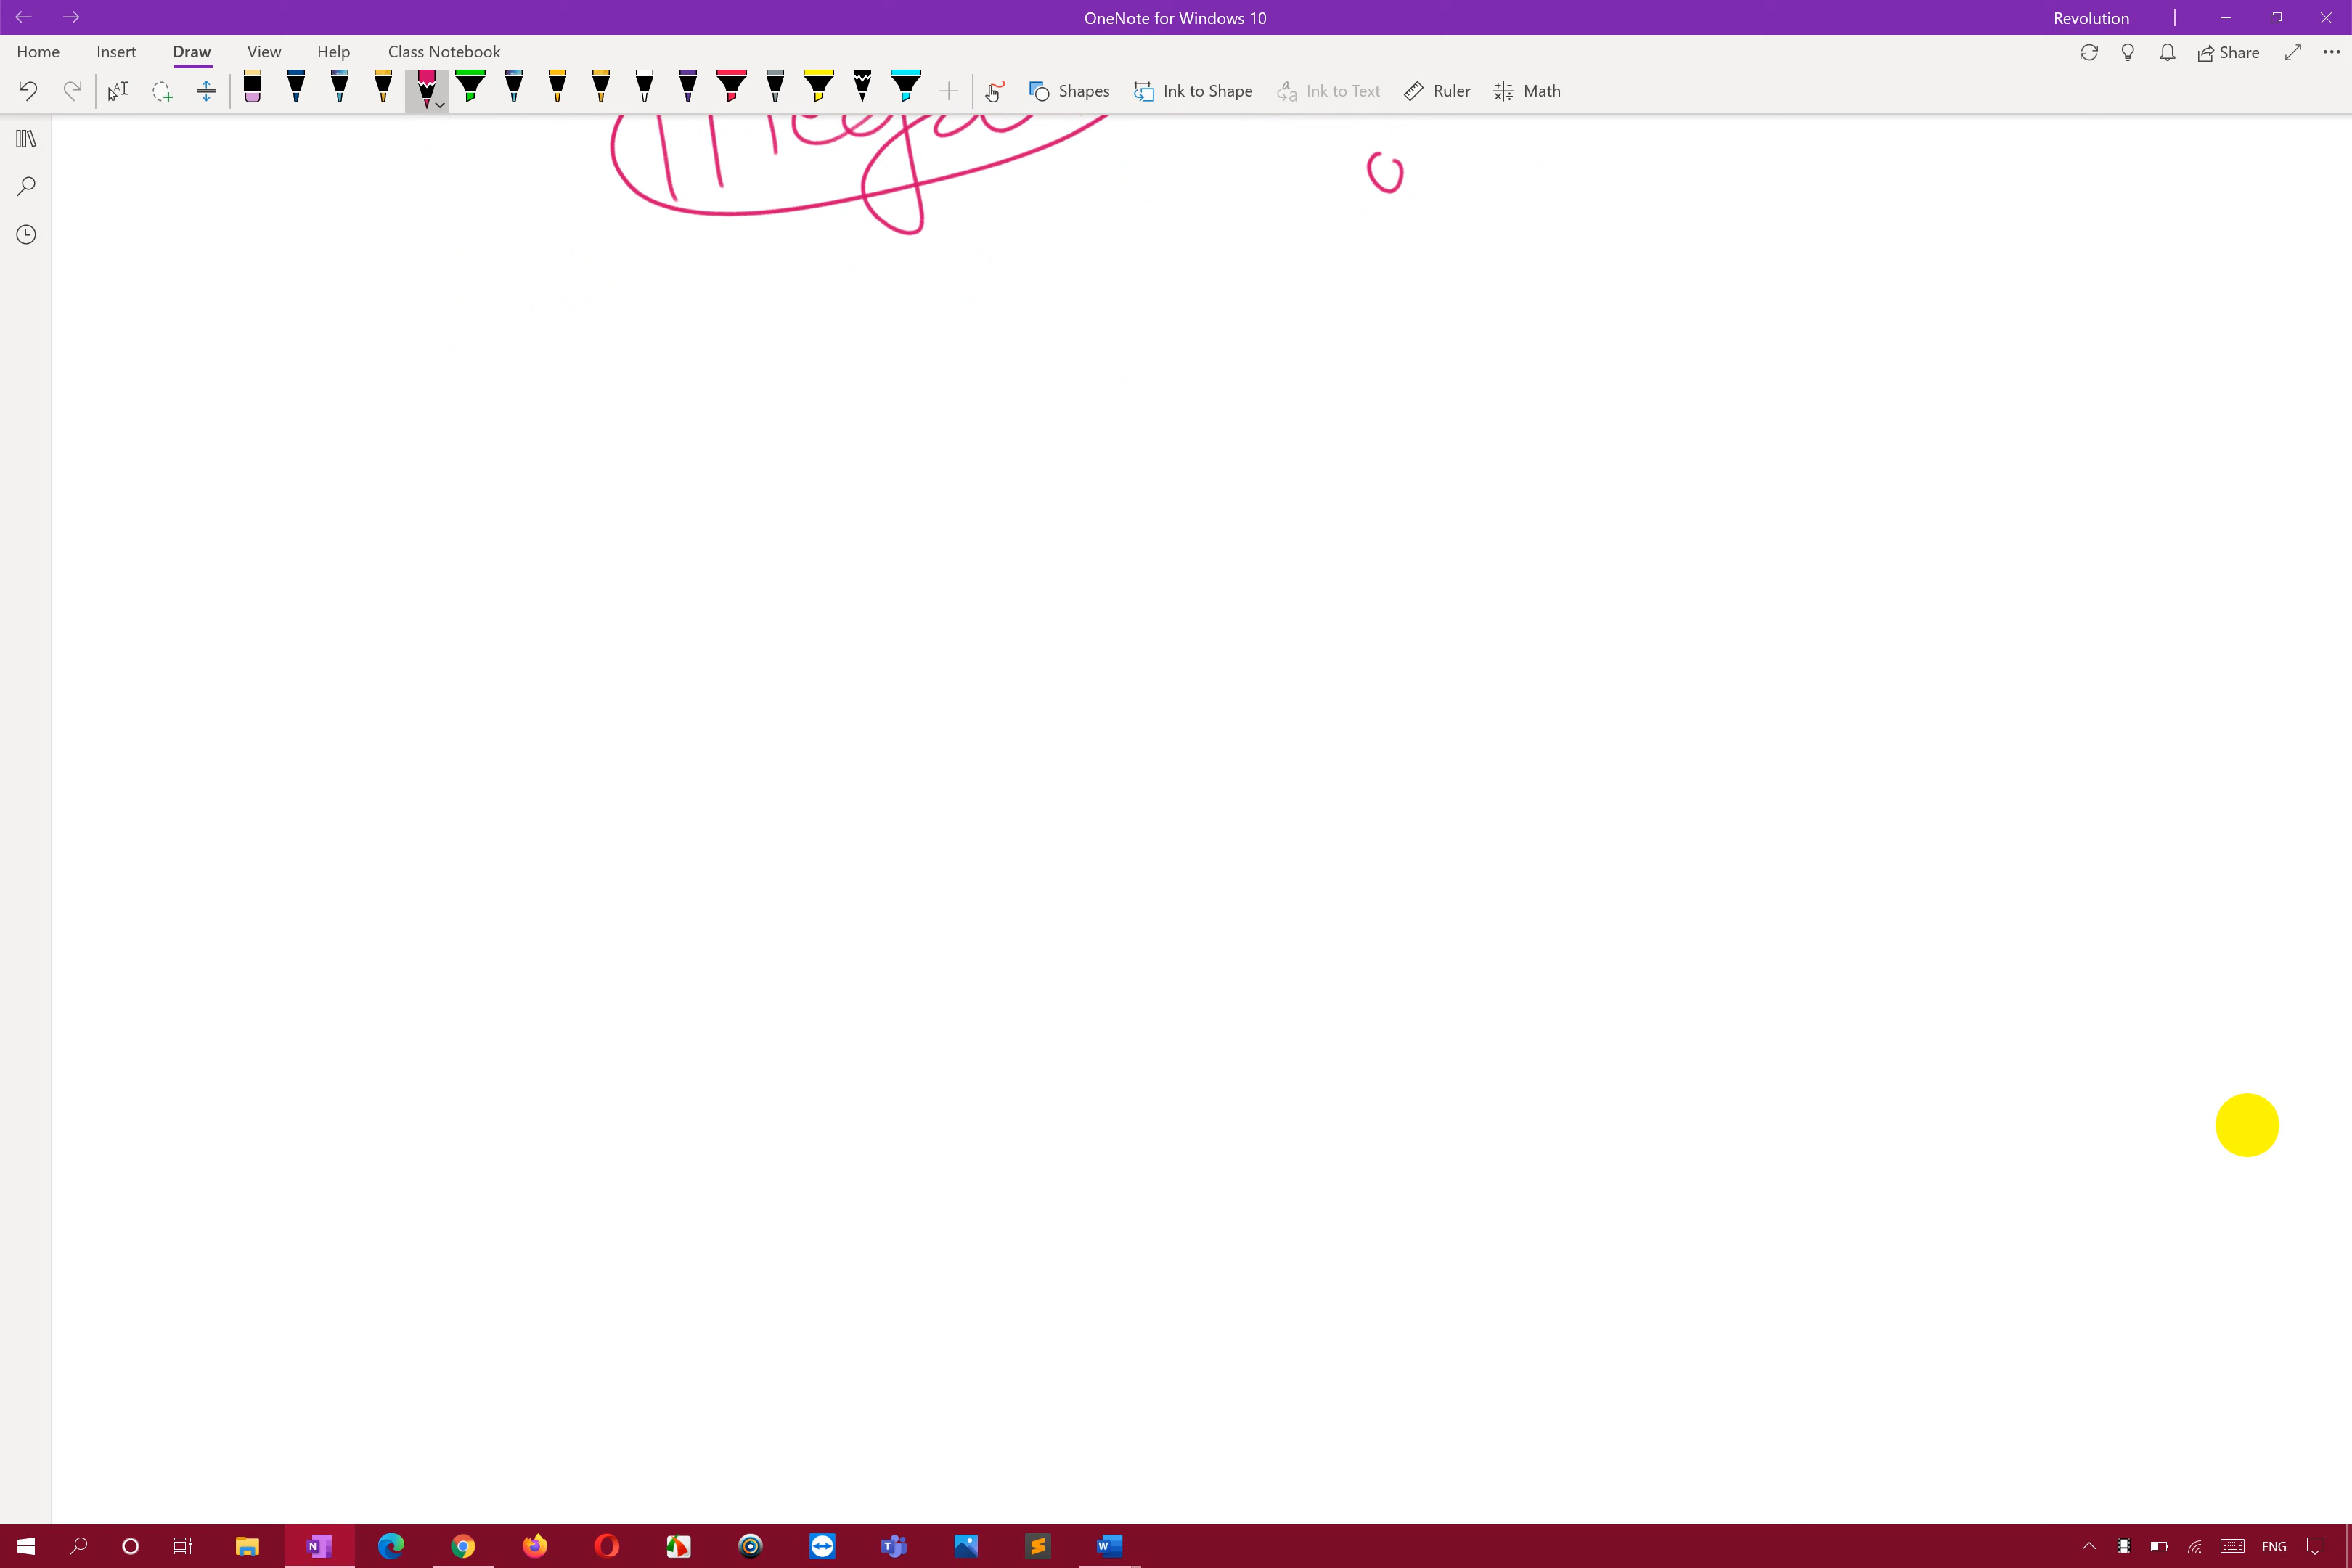 OneNote for Windows 10
Revolution
Home Insert Draw View Help Class Notebook
Share
Shapes Ink to Shape Ink to Text Ruler Math
ENG